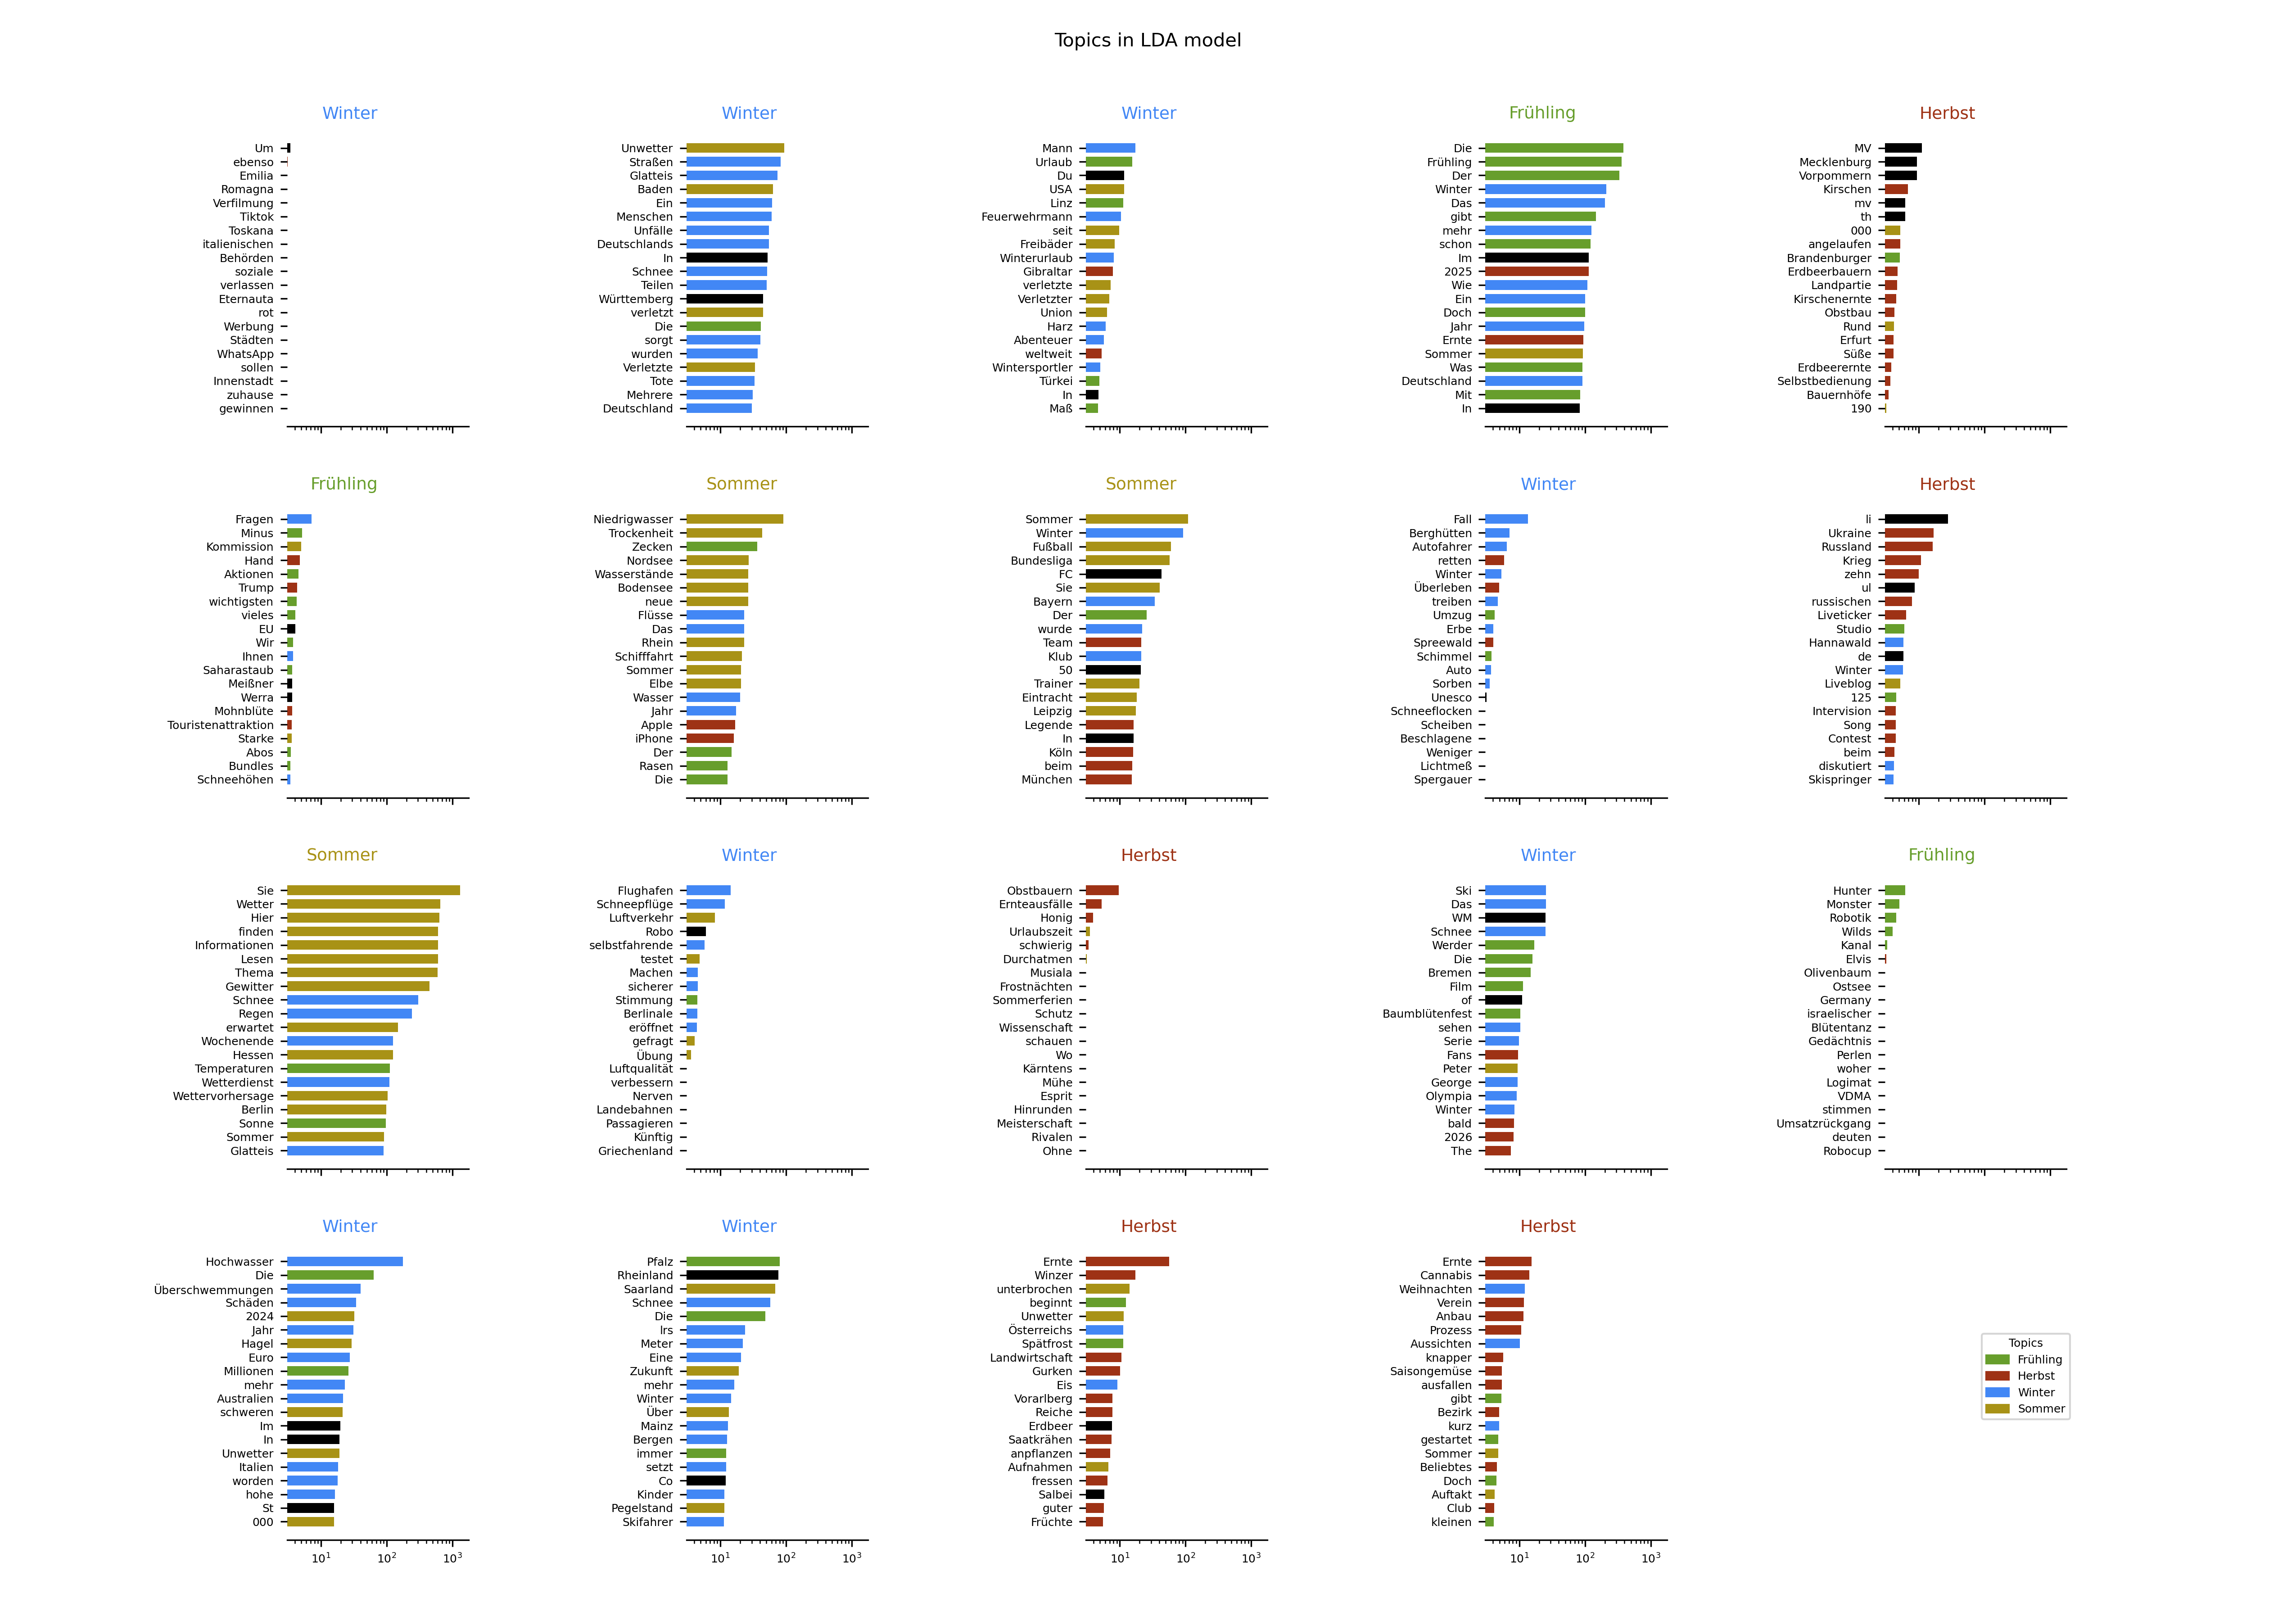 Topics in LDA model
Winter
Um
ebenso
Emilia
Romagna
Verfilmung
Tiktok
Toskana
italienischen
Behörden
soziale
verlassen
Eternauta
rot
Werbung
Städten
WhatsApp
sollen
Innenstadt
zuhause
gewinnen
Winter
Unwetter
Straßen
Glatteis
Baden
Ein
Menschen
Unfälle
Deutschlands
In
Schnee
Teilen
Württemberg
verletzt
Die
sorgt
wurden
Verletzte
Tote
Mehrere
Deutschland
Winter
Mann
Urlaub
Du
USA
Linz
Feuerwehrmann
seit
Freibäder
Winterurlaub
Gibraltar
verletzte
Verletzter
Union
Harz
Abenteuer
weltweit
Wintersportler
Türkei
In
Maß
Frühling
Die
Frühling
Der
Winter
Das
gibt
mehr
schon
Im
2025
Wie
Ein
Doch
Jahr
Ernte
Sommer
Was
Deutschland
Mit
In
Herbst
MV
Mecklenburg
Vorpommern
Kirschen
mv
th
000
angelaufen
Brandenburger
Erdbeerbauern
Landpartie
Kirschenernte
Obstbau
Rund
Erfurt
Süße
Erdbeerernte
Selbstbedienung
Bauernhöfe
190
Frühling
Fragen
Minus
Kommission
Hand
Aktionen
Trump
wichtigsten
vieles
EU
Wir
Ihnen
Saharastaub
Meißner
Werra
Mohnblüte
Touristenattraktion
Starke
Abos
Bundles
Schneehöhen
Sommer
Niedrigwasser
Trockenheit
Zecken
Nordsee
Wasserstände
Bodensee
neue
Flüsse
Das
Rhein
Schifffahrt
Sommer
Elbe
Wasser
Jahr
Apple
iPhone
Der
Rasen
Die
Sommer
Sommer
Winter
Fußball
Bundesliga
FC
Sie
Bayern
Der
wurde
Team
Klub
50
Trainer
Eintracht
Leipzig
Legende
In
Köln
beim
München
Winter
Fall
Berghütten
Autofahrer
retten
Winter
Überleben
treiben
Umzug
Erbe
Spreewald
Schimmel
Auto
Sorben
Unesco
Schneeflocken
Scheiben
Beschlagene
Weniger
Lichtmeß
Spergauer
Herbst
li
Ukraine
Russland
Krieg
zehn
ul
russischen
Liveticker
Studio
Hannawald
de
Winter
Liveblog
125
Intervision
Song
Contest
beim
diskutiert
Skispringer
Sommer
Sie
Wetter
Hier
finden
Informationen
Lesen
Thema
Gewitter
Schnee
Regen
erwartet
Wochenende
Hessen
Temperaturen
Wetterdienst
Wettervorhersage
Berlin
Sonne
Sommer
Glatteis
Winter
Flughafen
Schneepflüge
Luftverkehr
Robo
selbstfahrende
testet
Machen
sicherer
Stimmung
Berlinale
eröffnet
gefragt
Übung
Luftqualität
verbessern
Nerven
Landebahnen
Passagieren
Künftig
Griechenland
Herbst
Obstbauern
Ernteausfälle
Honig
Urlaubszeit
schwierig
Durchatmen
Musiala
Frostnächten
Sommerferien
Schutz
Wissenschaft
schauen
Wo
Kärntens
Mühe
Esprit
Hinrunden
Meisterschaft
Rivalen
Ohne
Winter
Ski
Das
WM
Schnee
Werder
Die
Bremen
Film
of
Baumblütenfest
sehen
Serie
Fans
Peter
George
Olympia
Winter
bald
2026
The
Frühling
Hunter
Monster
Robotik
Wilds
Kanal
Elvis
Olivenbaum
Ostsee
Germany
israelischer
Blütentanz
Gedächtnis
Perlen
woher
Logimat
VDMA
stimmen
Umsatzrückgang
deuten
Robocup
Winter
Hochwasser
Die
Überschwemmungen
Schäden
2024
Jahr
Hagel
Euro
Millionen
mehr
Australien
schweren
Im
In
Unwetter
Italien
worden
hohe
St
000
10¹ 10² 10³
Winter
Pfalz
Rheinland
Saarland
Schnee
Die
Irs
Meter
Eine
Zukunft
mehr
Winter
Über
Mainz
Bergen
immer
setzt
Co
Kinder
Pegelstand
Skifahrer
10¹ 10² 10³
Herbst
Ernte
Winzer
unterbrochen
beginnt
Unwetter
Österreichs
Spätfrost
Landwirtschaft
Gurken
Eis
Vorarlberg
Reiche
Erdbeer
Saatkrähen
anpflanzen
Aufnahmen
fressen
Salbei
guter
Früchte
10¹ 10² 10³
Herbst
Ernte
Cannabis
Weihnachten
Verein
Anbau
Prozess
Aussichten
knapper
Saisongemüse
ausfallen
gibt
Bezirk
kurz
gestartet
Sommer
Beliebtes
Doch
Auftakt
Club
kleinen
10¹ 10² 10³
Topics
Frühling
Herbst
Winter
Sommer